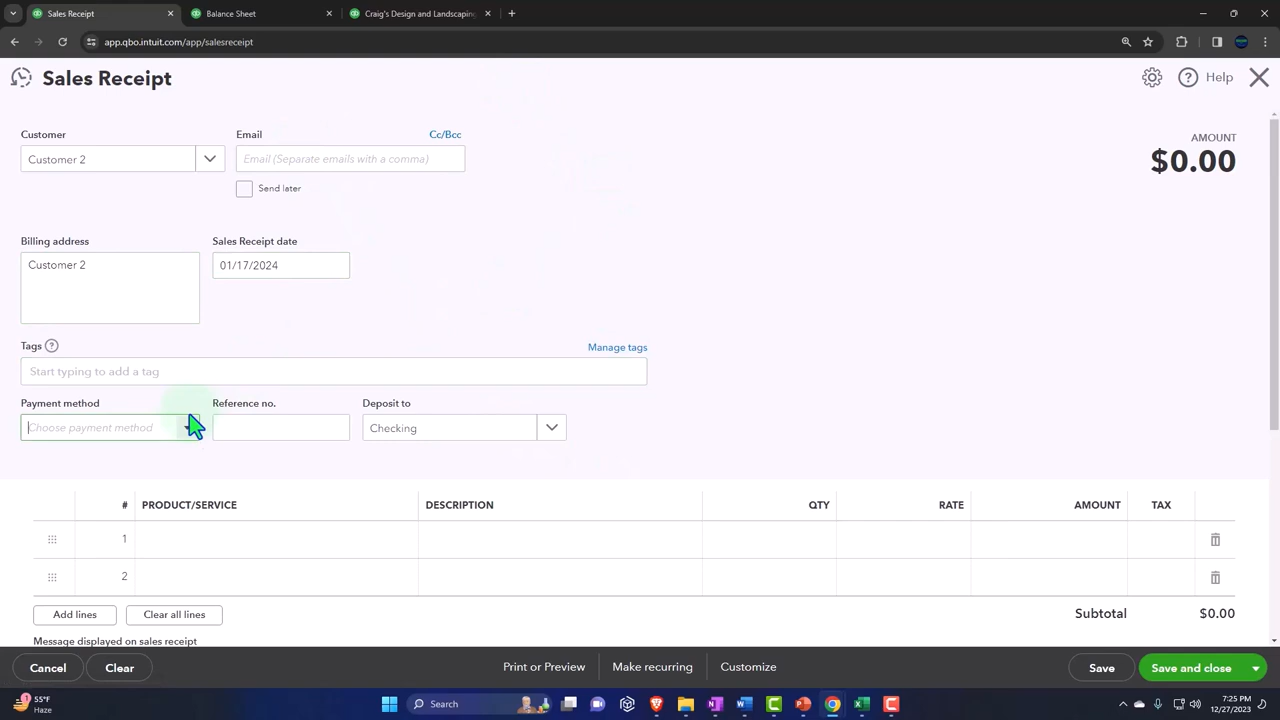 Sales Receipt
Balance Sheet
Craig's Design and Landscaping
app.qbo.intuit.com/app/salesreceipt
Sales Receipt
Help
Customer
Email
Cc/Bcc
AMOUNT
Customer 2
Email (Separate emails with a comma)
$0.00
Send later
Billing address
Sales Receipt date
Customer 2
01/17/2024
Tags
Manage tags
Start typing to add a tag
Payment method
Reference no.
Deposit to
Choose payment method
Checking
# PRODUCT/SERVICE DESCRIPTION QTY RATE AMOUNT TAX
1
2
Add lines
Clear all lines
Subtotal
$0.00
Message displayed on sales receipt
Cancel
Clear
Print or Preview
Make recurring
Customize
Save
Save and close
1
55°F
Haze
Search
7:25 PM
12/27/2023